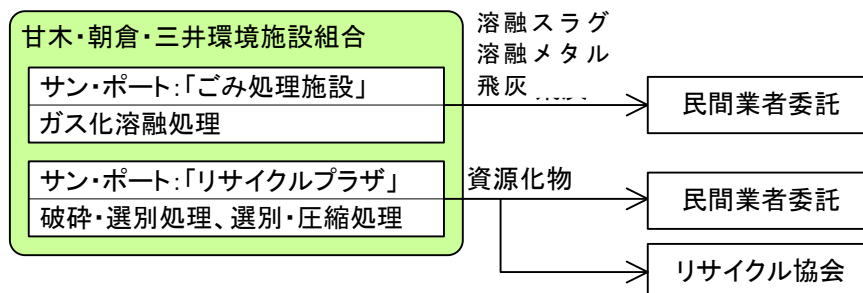 甘木・朝倉・三井環境施設組合
サン・ポート:「ごみ処理施設」
ガス化溶融処理
サン・ポート:「リサイクルプラザ」
破砕・選別処理、選別・圧縮処理
溶融スラグ
溶融メタル
飛灰
資源化物
民間業者委託
民間業者委託
リサイクル協会